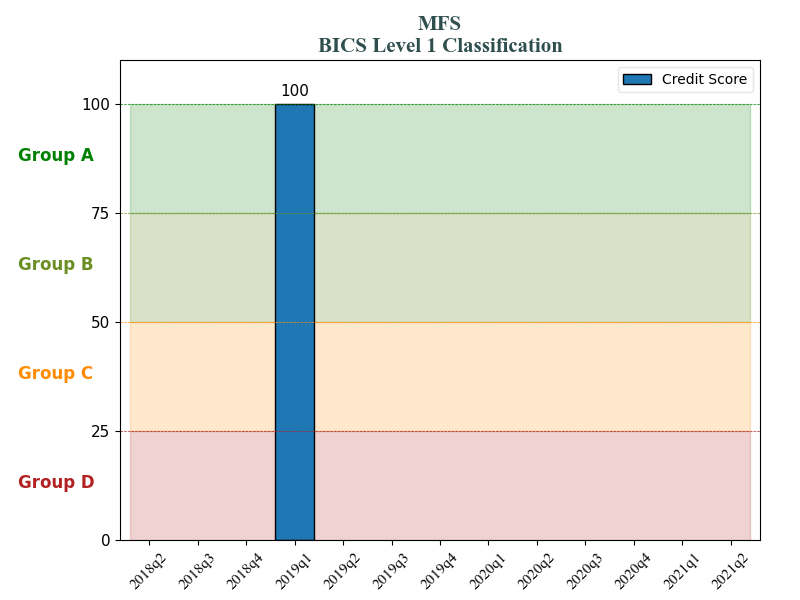 MFS
BICS Level 1 Classification
Credit Score
100
100
Group A
75
Group B
50
Group C
25
Group D
0
2018q2
2018q3
2018q4
2019q1
2019q2
2019q3
2019q4
2020q1
2020q2
2020q3
2020q4
2021q1
2021q2